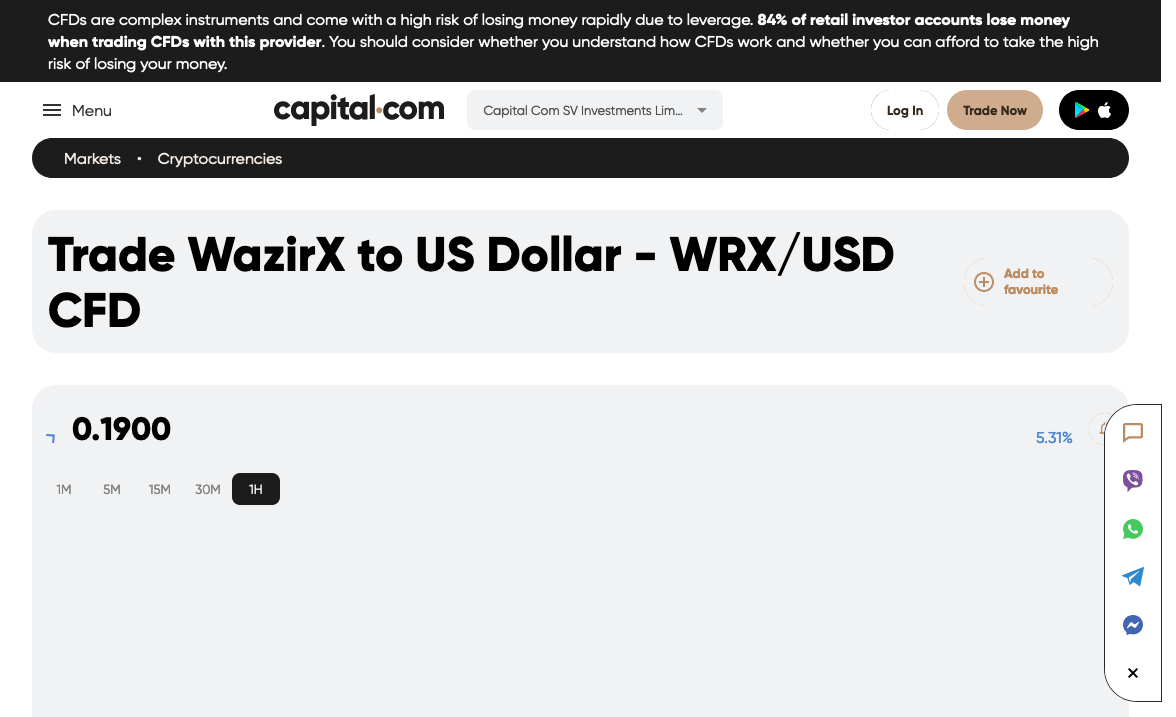 CFDs are complex instruments and come with a high risk of losing money rapidly due to leverage. 84% of retail investor accounts lose money
when trading CFDs with this provider. You should consider whether you understand how CFDs work and whether you can afford to take the high
risk of losing your money.
Menu
capital.com
Capital Com SV Investments Lim...
Log In
Trade Now
Markets • Cryptocurrencies
Trade WazirX to US Dollar - WRX/USD
CFD
Add to
favourite
0.1900
5.31%
1M 5M 15M 30M 1H